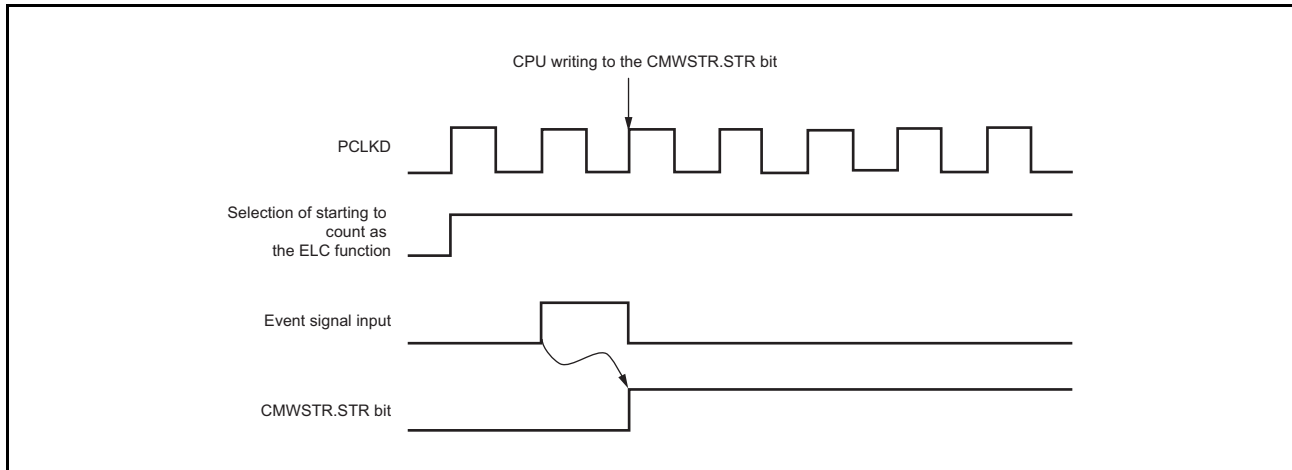 CPU writing to the CMWSTR.STR bit
PCLKD
Selection of starting to
count as
the ELC function
Event signal input
CMWSTR.STR bit